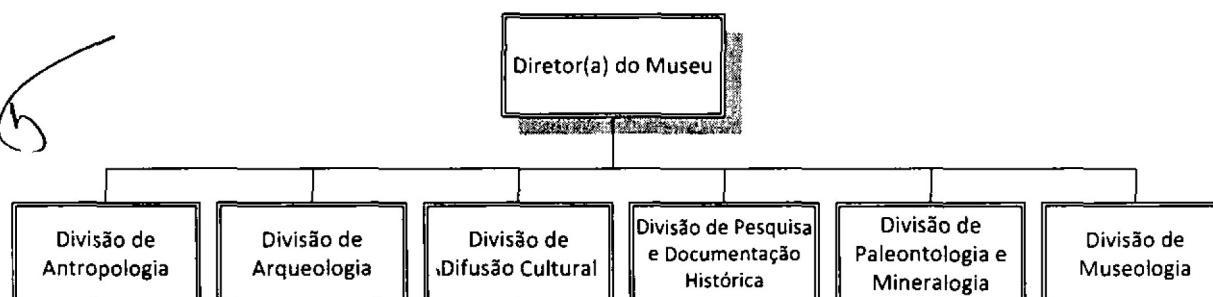 Diretor(a) do Museu
Divisão de
Antropologia
Divisão de
Arqueologia
Divisão de
Difusão Cultural
Divisão de Pesquisa
e Documentação
Histórica
Divisão de
Paleontologia e
Mineralogia
Divisão de
Museologia